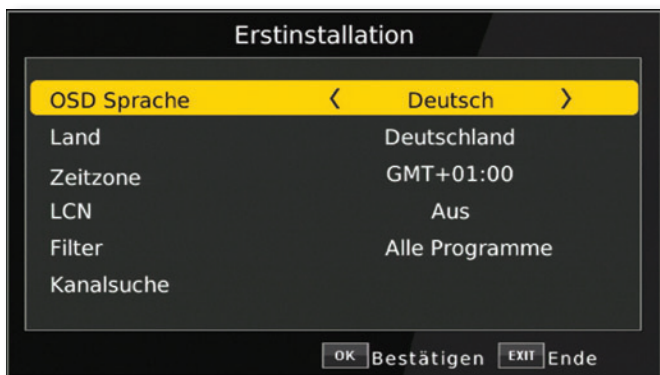 Erstinstallation
OSD Sprache < Deutsch >
Land Deutschland
Zeitzone GMT+01:00
LCN Aus
Filter Alle Programme
Kanalsuche
OK Bestätigen EXIT Ende